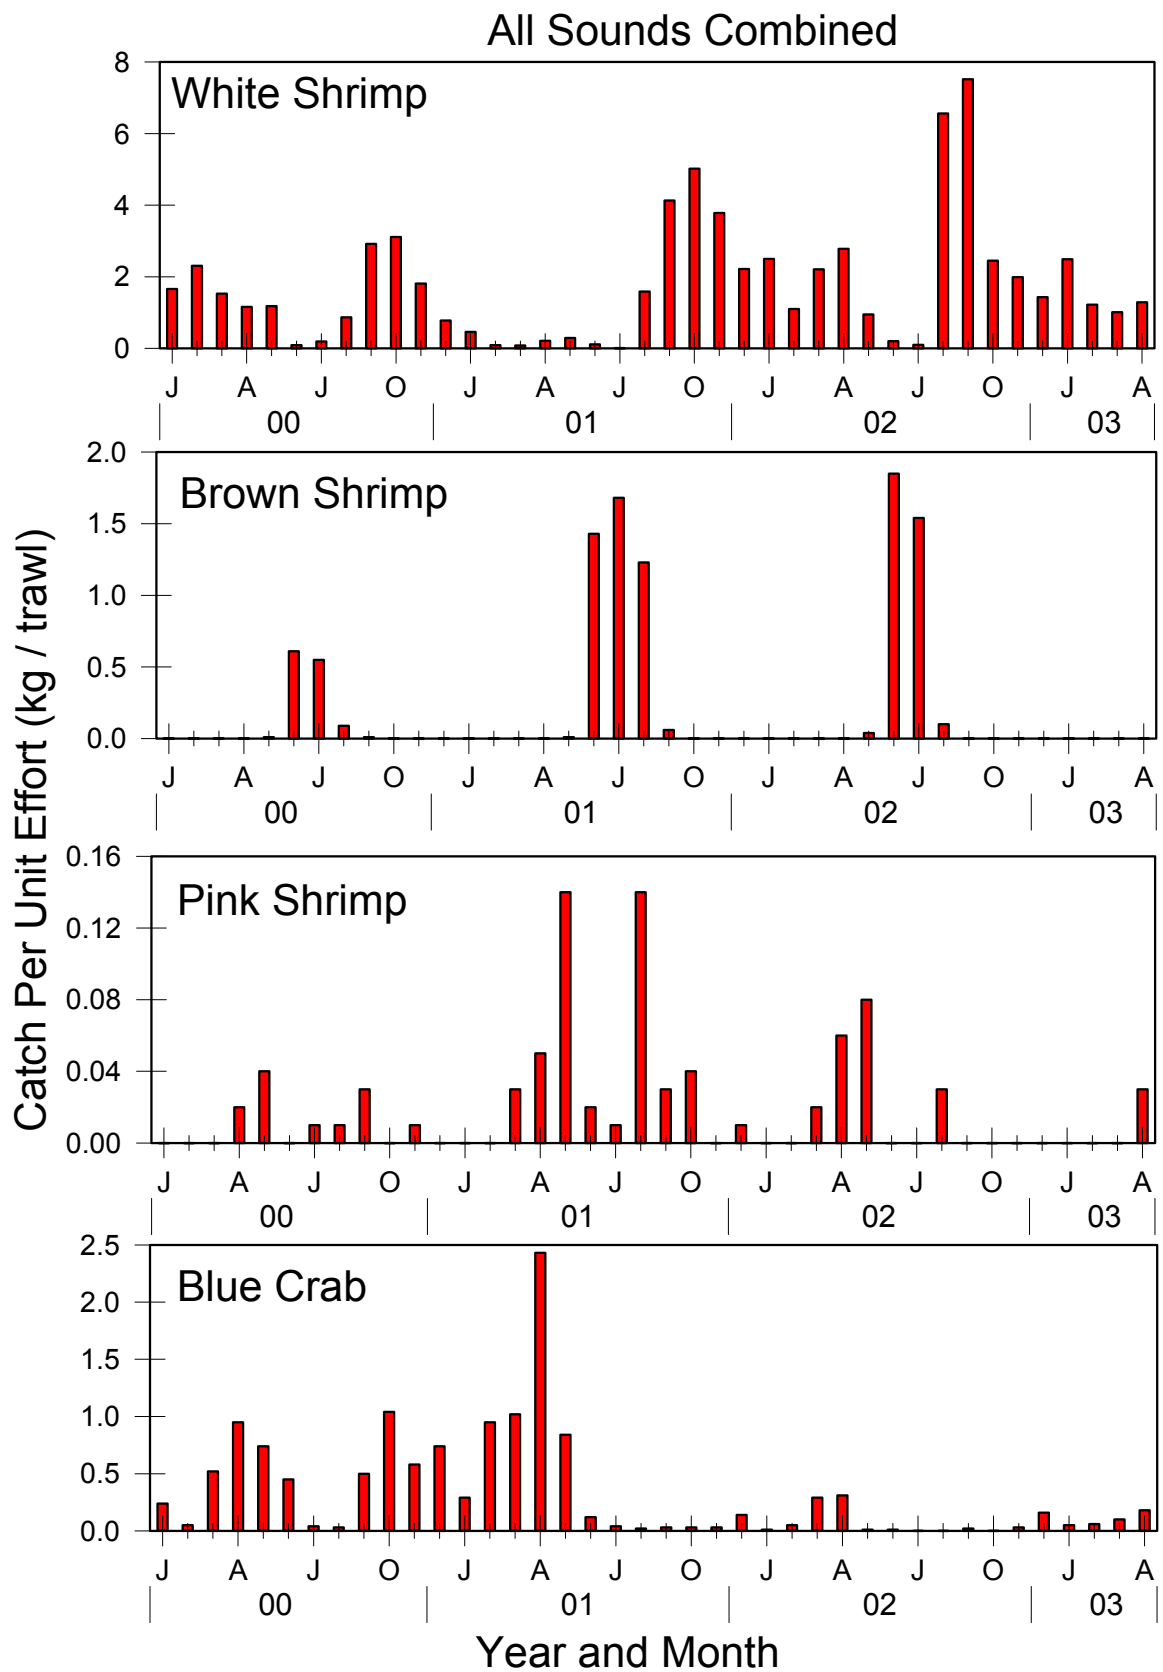 All Sounds Combined
Catch Per Unit Effort (kg / trawl)
White Shrimp
8
6
4
2
0
J A J O J A J O J A J O J A
00 01 02 03
Brown Shrimp
2.0
1.5
1.0
0.5
0.0
J A J O J A J O J A J O J A
00 01 02 03
Pink Shrimp
0.16
0.12
0.08
0.04
0.00
J A J O J A J O J A J O J A
00 01 02 03
Blue Crab
2.5
2.0
1.5
1.0
0.5
0.0
J A J O J A J O J A J O J A
00 01 02 03
Year and Month